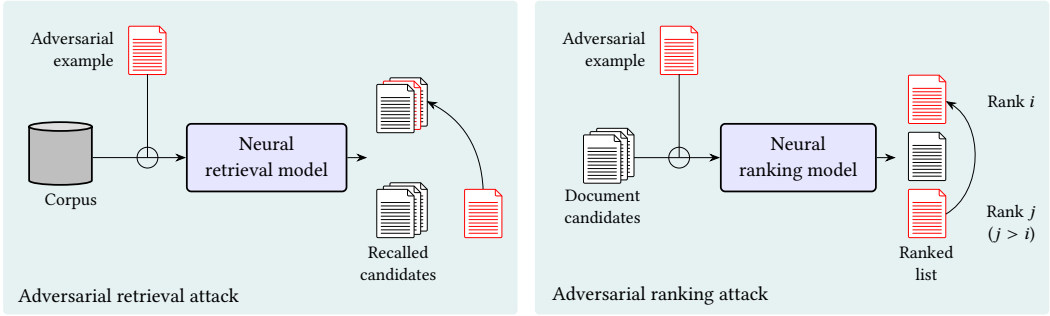 Adversarial
example
Corpus
Neural
retrieval model
Recalled
candidates
Adversarial retrieval attack
Adversarial
example
Document
candidates
Neural
ranking model
Rank i
Rank j
(j > i)
Ranked
list
Adversarial ranking attack